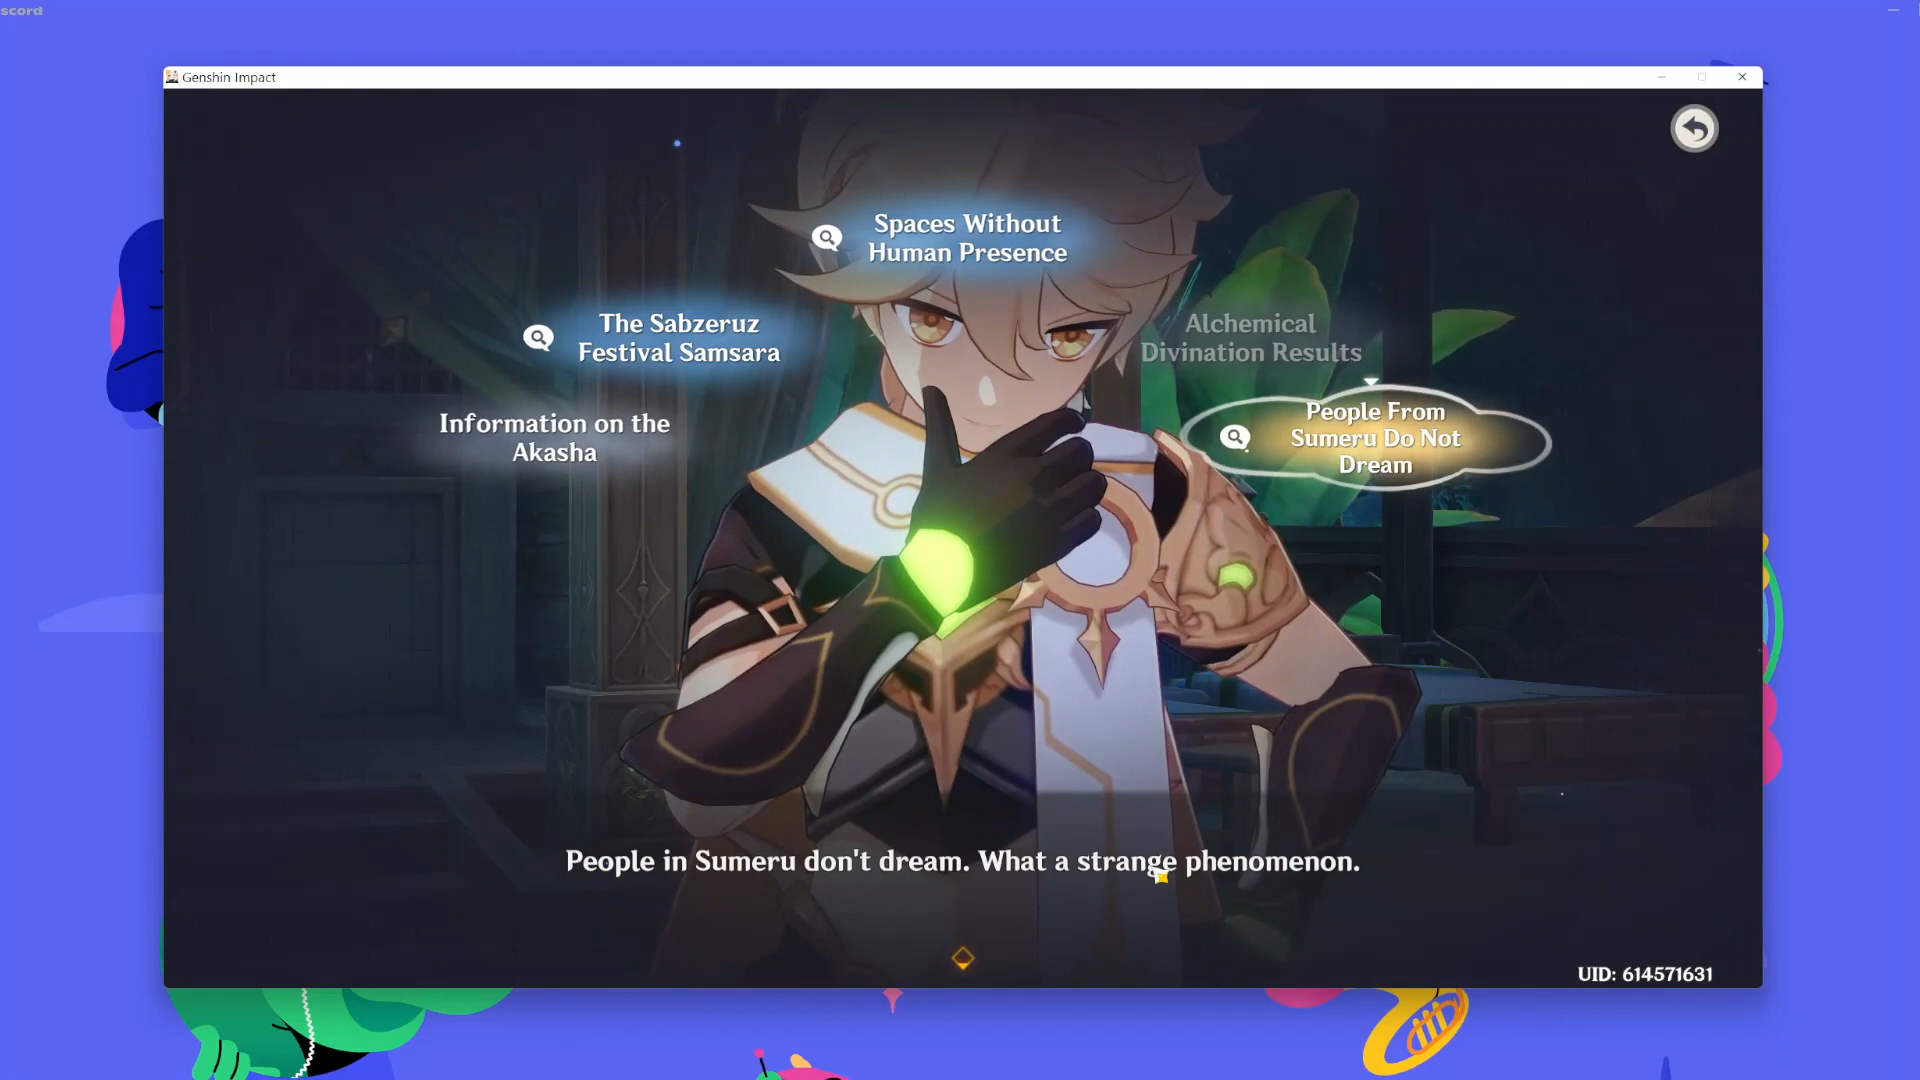 scord
Genshin Impact
Spaces Without
Human Presence
The Sabzeruz
Festival Samsara
Alchemical
Divination Results
Information on the
Akasha
People From
Sumeru Do Not
Dream
People in Sumeru don't dream. What a strange phenomenon.
UID: 614571631